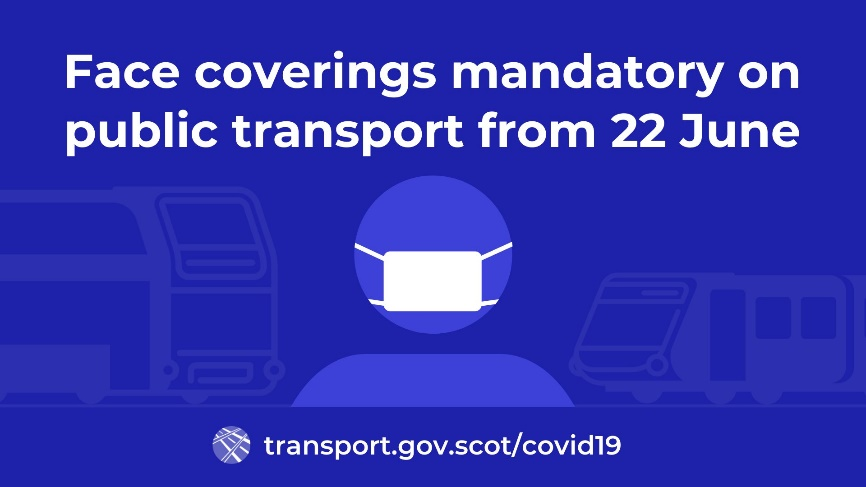 Face coverings mandatory on
public transport from 22 June
transport.gov.scot/covid19